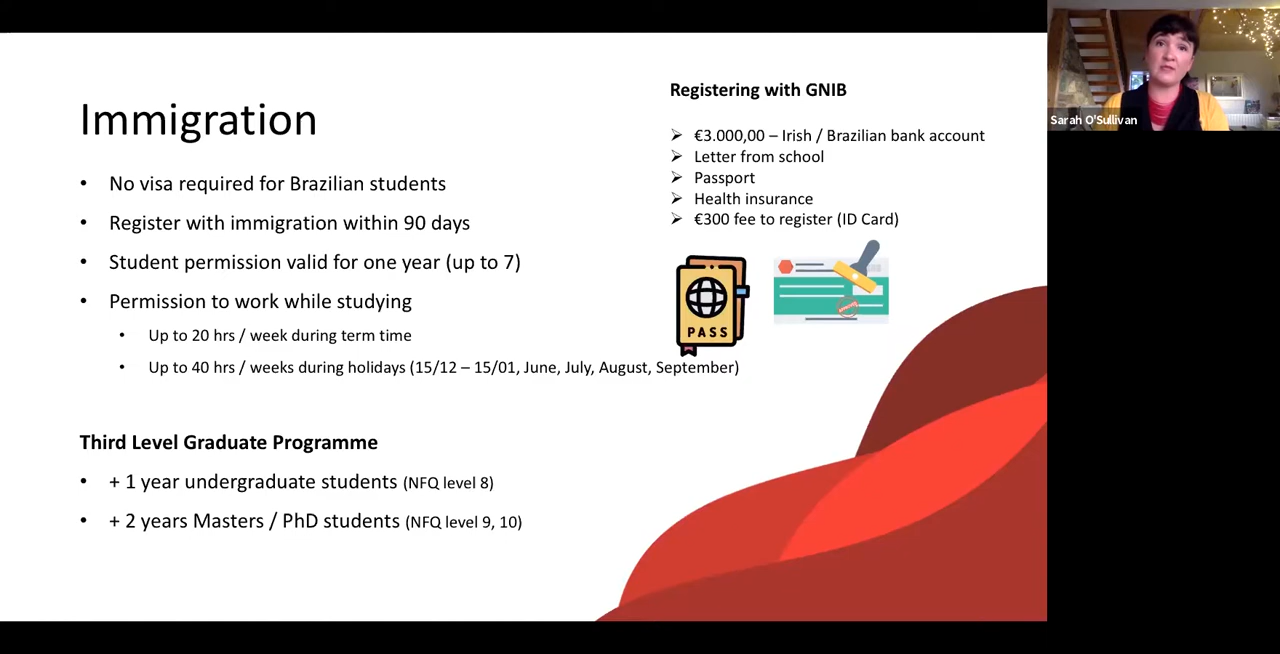 Immigration
• No visa required for Brazilian students
• Register with immigration within 90 days
• Student permission valid for one year (up to 7)
• Permission to work while studying
• Up to 20 hrs / week during term time
• Up to 40 hrs / weeks during holidays (15/12 – 15/01, June, July, August, September)
Third Level Graduate Programme
• + 1 year undergraduate students (NFQ level 8)
• + 2 years Masters / PhD students (NFQ level 9, 10)
Registering with GNIB
➢ €3.000,00 – Irish / Brazilian bank account
➢ Letter from school
➢ Passport
➢ Health insurance
➢ €300 fee to register (ID Card)
PASS
Sarah O'Sullivan